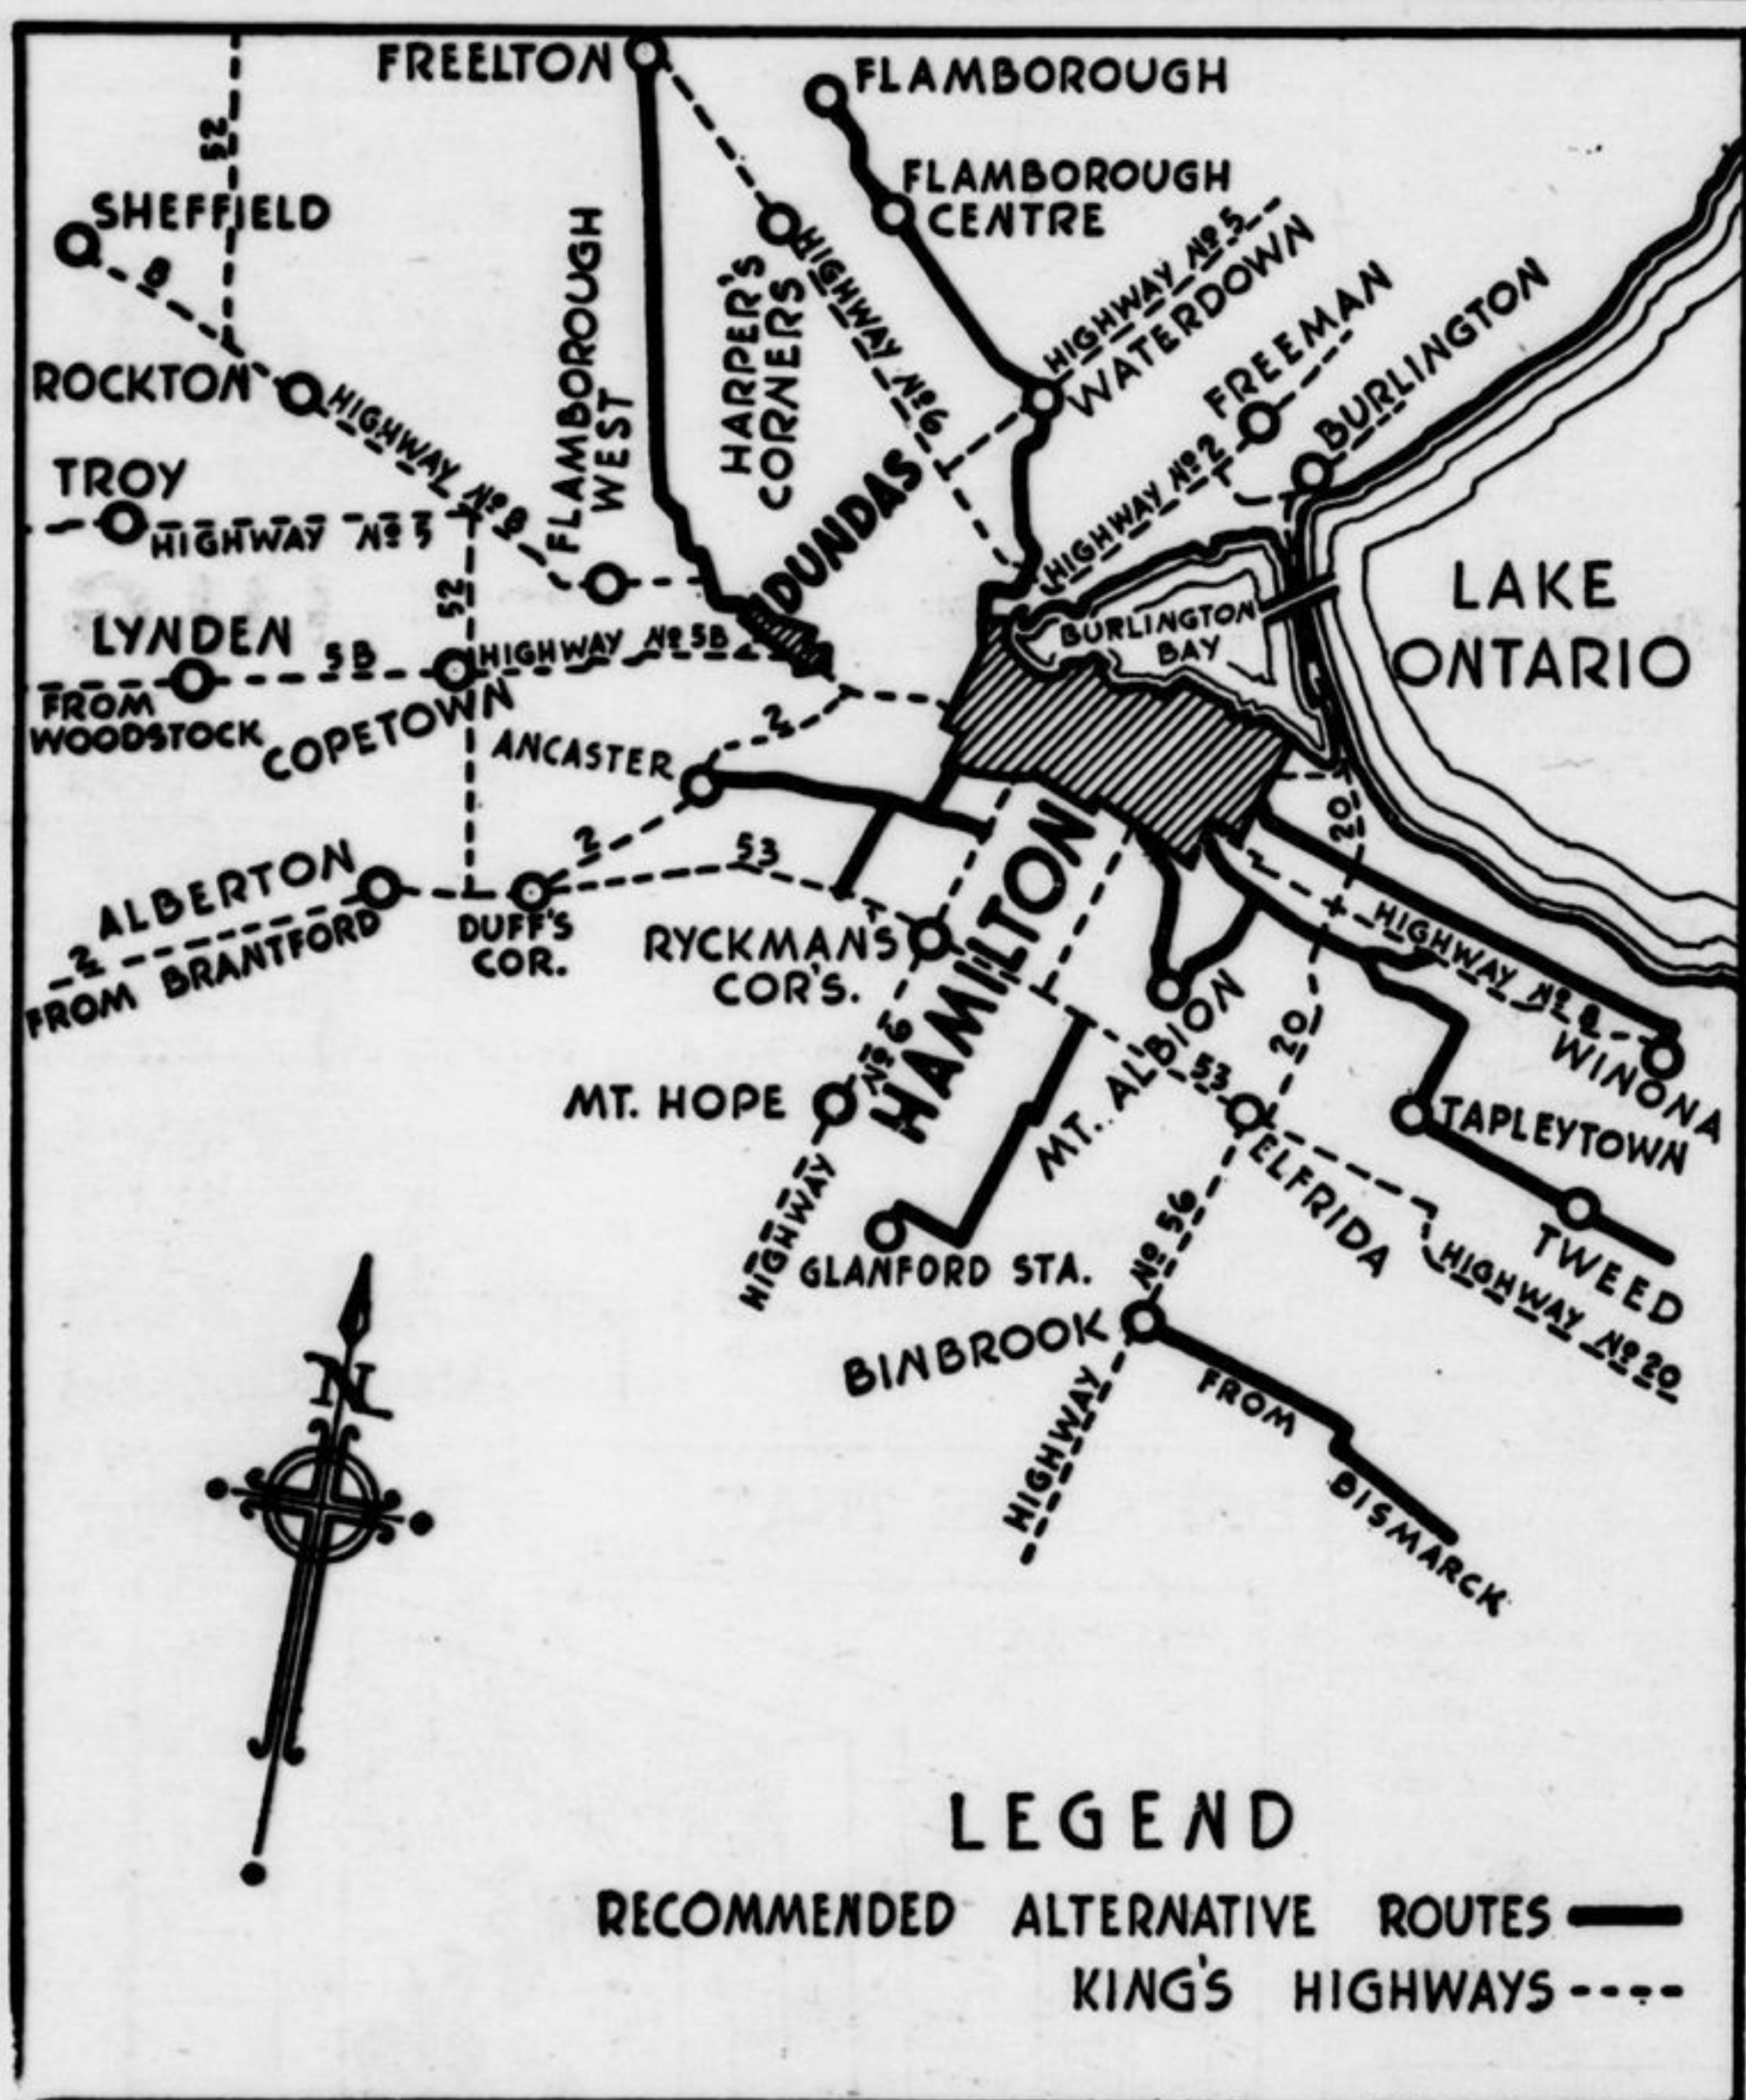 FREELTON
FLAMBOROUGH
52
FLAMBOROUGH
CENTRE
SHEFFIELD
8
HIGHWAY Nº 5
WATERDOWN
FLAMBOROUGH
WEST
HARPER'S
CORNERS
HIGHWAY Nº 6
FREEMAN
BURLINGTON
ROCKTON
HIGHWAY Nº 8
HIGHWAY Nº 2
TROY
HIGHWAY Nº 5
DUNDAS
52
LAKE
ONTARIO
BURLINGTON
BAY
LYNDEN
5B
HIGHWAY Nº 5B
FROM
WOODSTOCK
COPETOWN
ANCASTER
2
20
2
53
ALBERTON
2
FROM BRANTFORD
DUFF'S
COR.
RYCKMAN'S
COR'S.
HAMILTON
HIGHWAY Nº 8
WINONA
20
MT. ALBION
53
MT. HOPE
HIGHWAY Nº 6
TAPLEYTOWN
ELFRIDA
TWEED
GLANFORD STA.
HIGHWAY Nº 20
BINBROOK
HIGHWAY Nº 56
FROM BISMARCK
N
LEGEND
RECOMMENDED ALTERNATIVE ROUTES
KING'S HIGHWAYS